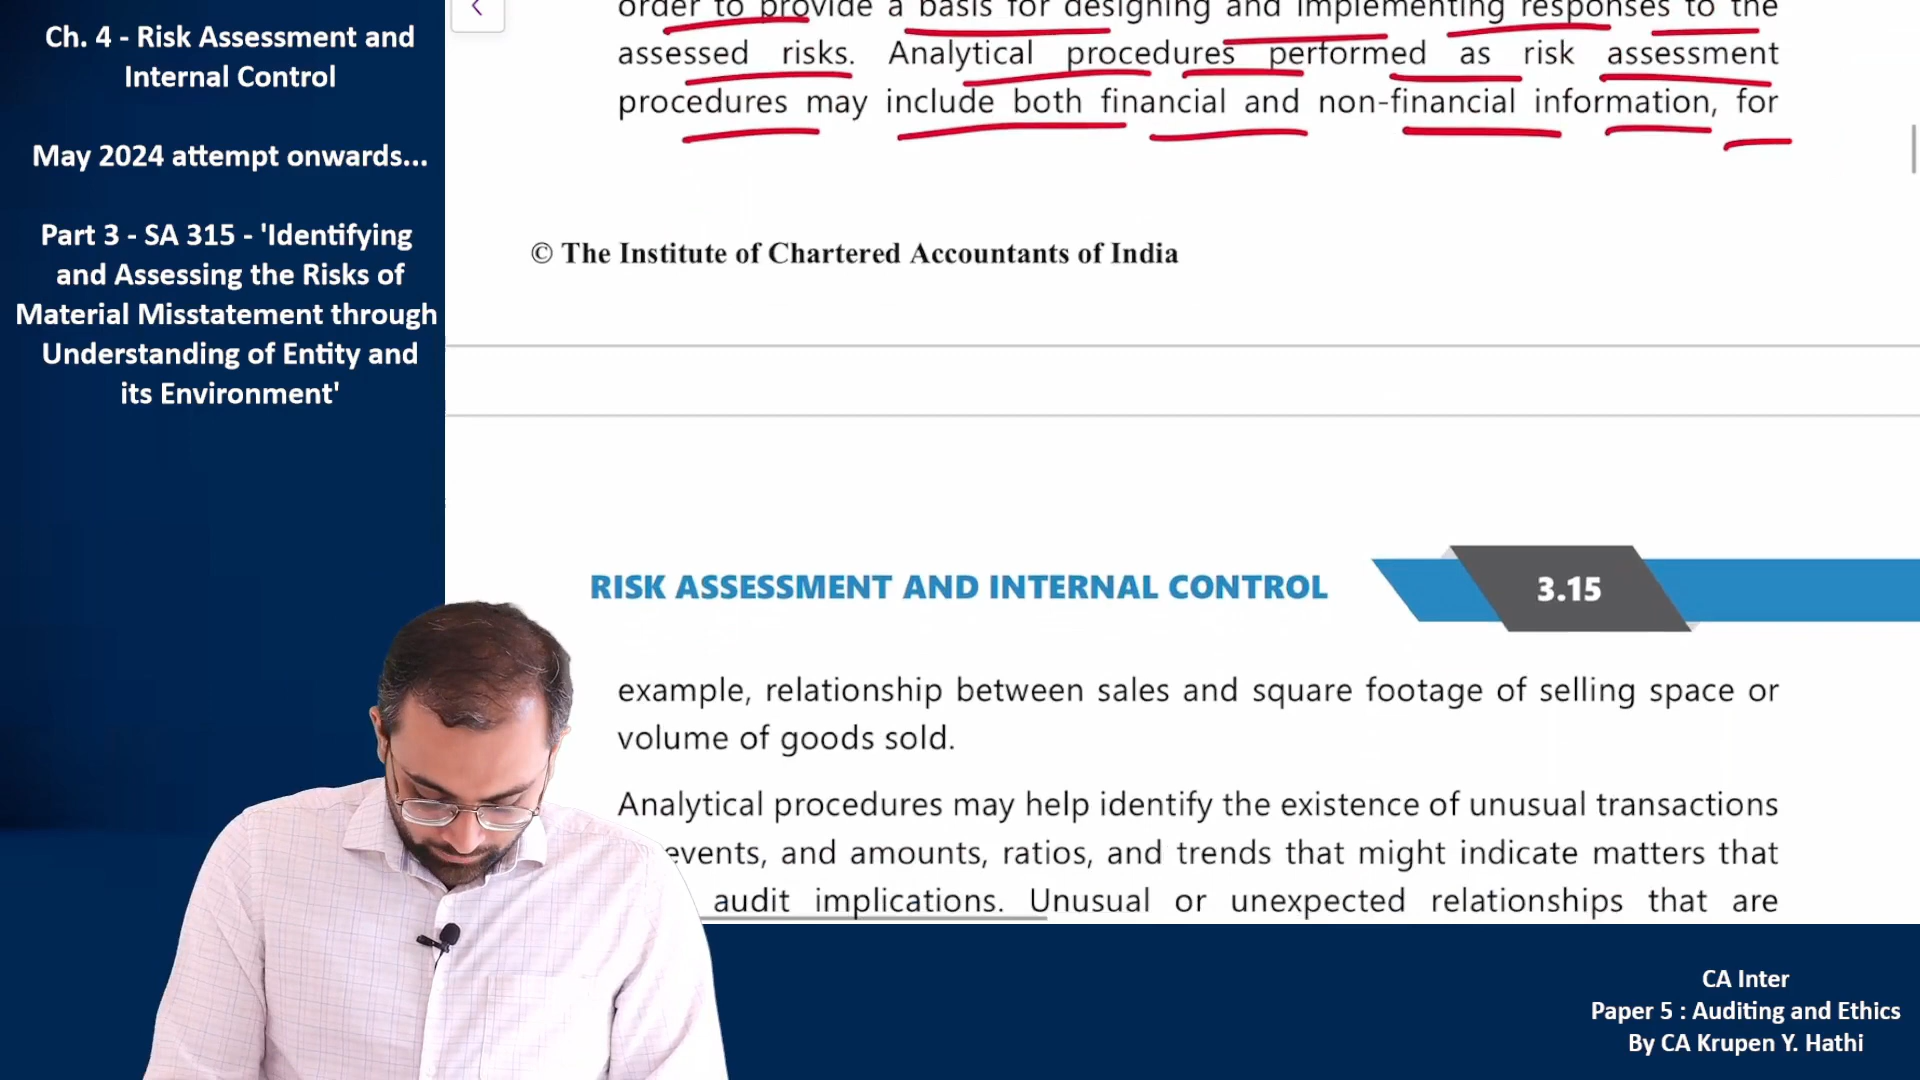 Ch. 4 - Risk Assessment and
Internal Control
May 2024 attempt onwards...
Part 3 - SA 315 - 'Identifying
and Assessing the Risks of
Material Misstatement through
Understanding of Entity and
its Environment'
order to provide a basis for designing and implementing responses to the
assessed risks. Analytical procedures performed as risk assessment
procedures may include both financial and non-financial information, for
© The Institute of Chartered Accountants of India
RISK ASSESSMENT AND INTERNAL CONTROL
3.15
example, relationship between sales and square footage of selling space or
volume of goods sold.
Analytical procedures may help identify the existence of unusual transactions
events, and amounts, ratios, and trends that might indicate matters that
audit implications. Unusual or unexpected relationships that are
CA Inter
Paper 5 : Auditing and Ethics
By CA Krupen Y. Hathi